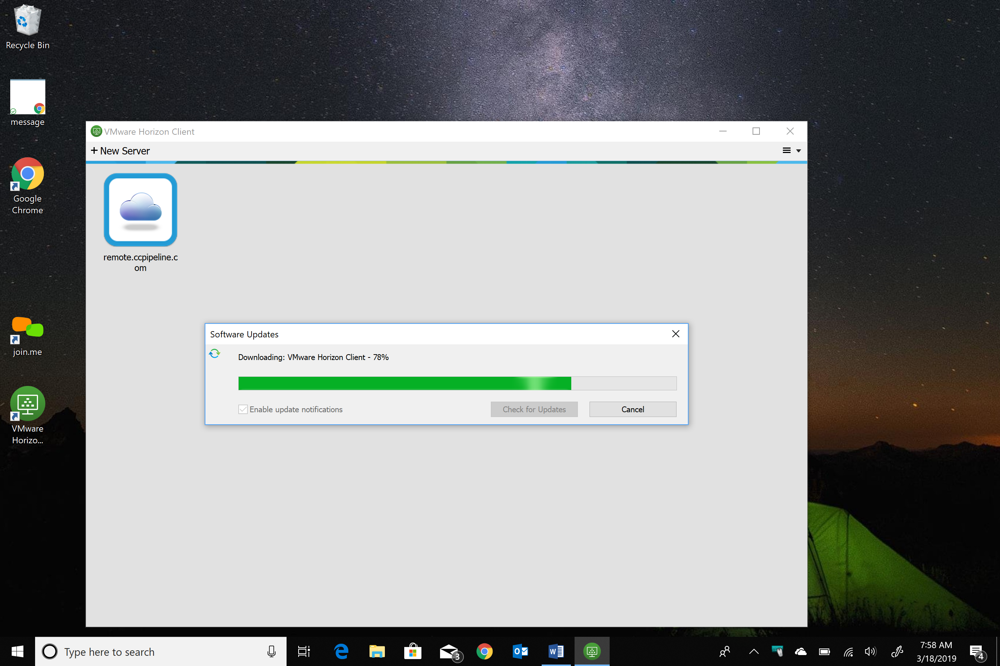 Recycle Bin
message
Google
Chrome
join.me
VMware
Horizo...
VMware Horizon Client
+ New Server
remote.ccpipeline.c
om
Software Updates
Downloading: VMware Horizon Client - 78%
Enable update notifications
Check for Updates
Cancel
Type here to search
3
7:58 AM
3/18/2019
4